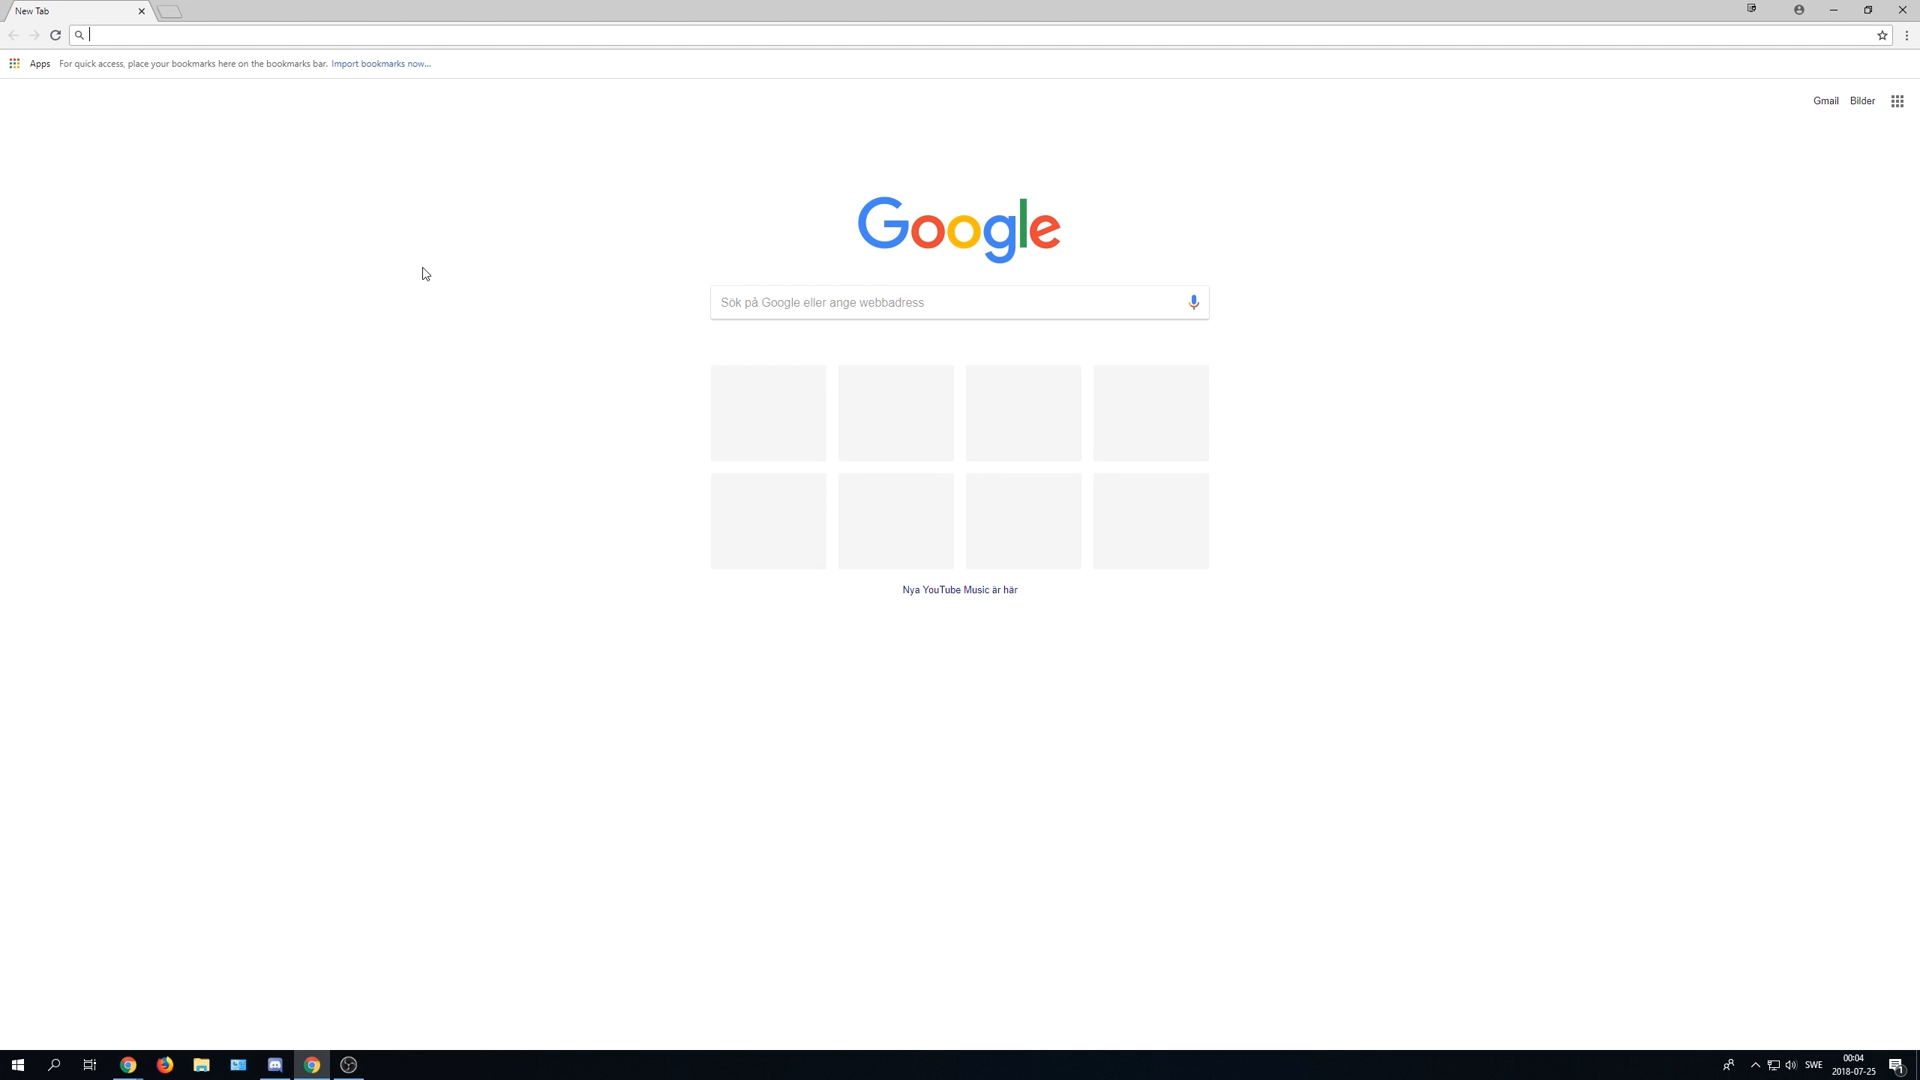 New Tab
Apps For quick access, place your bookmarks here on the bookmarks bar. Import bookmarks now...
Gmail Bilder
Google
Sök på Google eller ange webbadress
Nya YouTube Music är här
SWE
00:04
2018-07-25
1